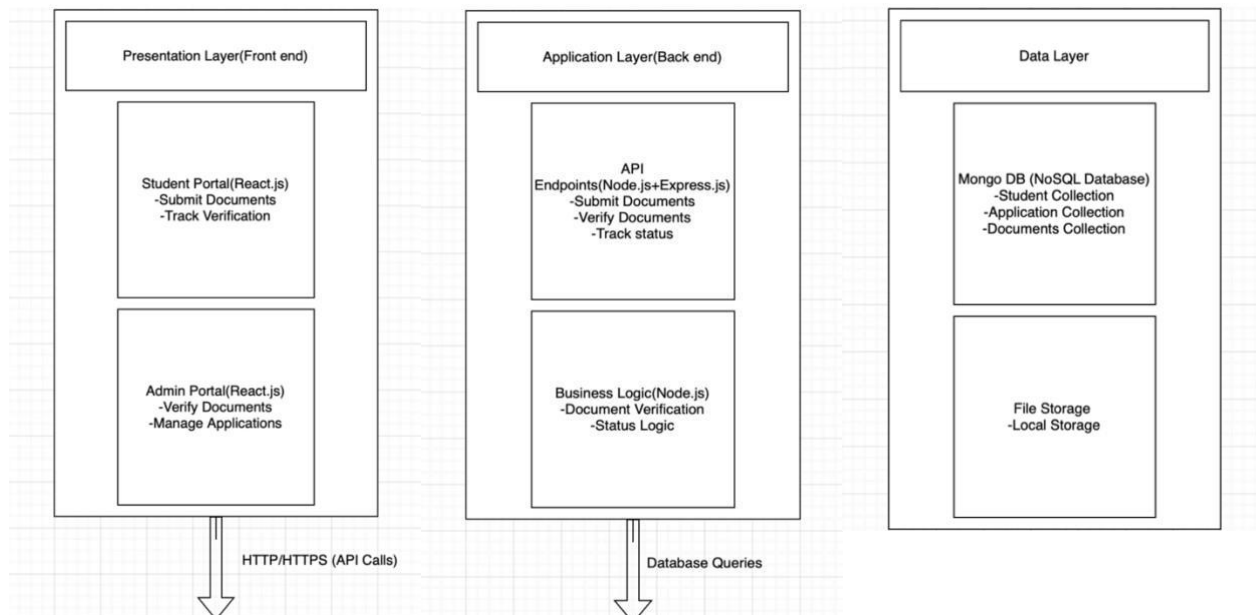 Presentation Layer(Front end)
Student Portal(React.js)
-Submit Documents
-Track Verification
Admin Portal(React.js)
-Verify Documents
-Manage Applications
HTTP/HTTPS (API Calls)
Application Layer(Back end)
API
Endpoints(Node.js+Express.js)
-Submit Documents
-Verify Documents
-Track status
Business Logic(Node.js)
-Document Verification
-Status Logic
Database Queries
Data Layer
Mongo DB (NoSQL Database)
-Student Collection
-Application Collection
-Documents Collection
File Storage
-Local Storage